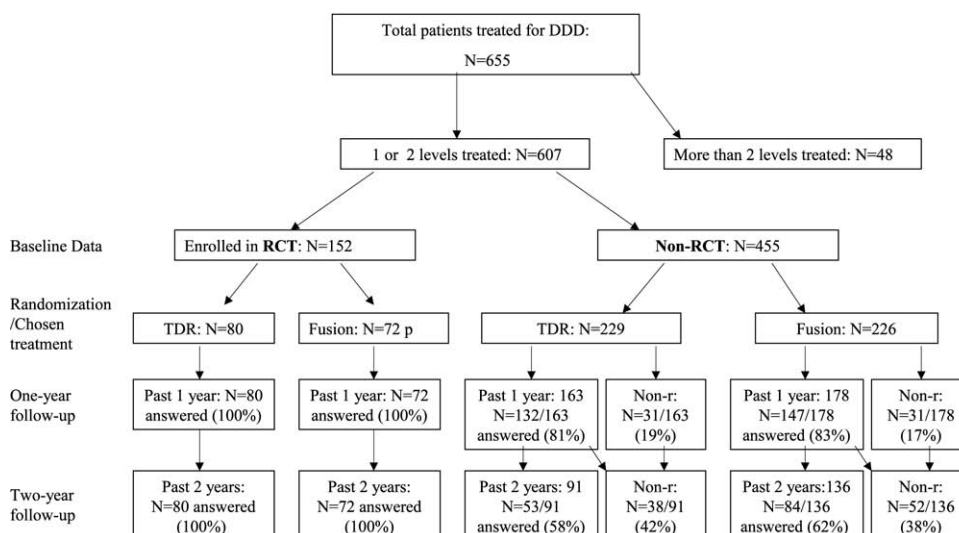 Total patients treated for DDD:
N=655
1 or 2 levels treated: N=607
More than 2 levels treated: N=48
Baseline Data
Enrolled in RCT: N=152
Non-RCT: N=455
Randomization
/Chosen
treatment
TDR: N=80
Fusion: N=72 p
TDR: N=229
Fusion: N=226
One-year
follow-up
Past 1 year: N=80
answered (100%)
Past 1 year: N=72
answered (100%)
Past 1 year: 163
N=132/163
answered (81%)
Non-r:
N=31/163
(19%)
Past 1 year: 178
N=147/178
answered (83%)
Non-r:
N=31/178
(17%)
Two-year
follow-up
Past 2 years:
N=80 answered
(100%)
Past 2 years:
N=72 answered
(100%)
Past 2 years: 91
N=53/91
answered (58%)
Non-r:
N=38/91
(42%)
Past 2 years:136
N=84/136
answered (62%)
Non-r:
N=52/136
(38%)